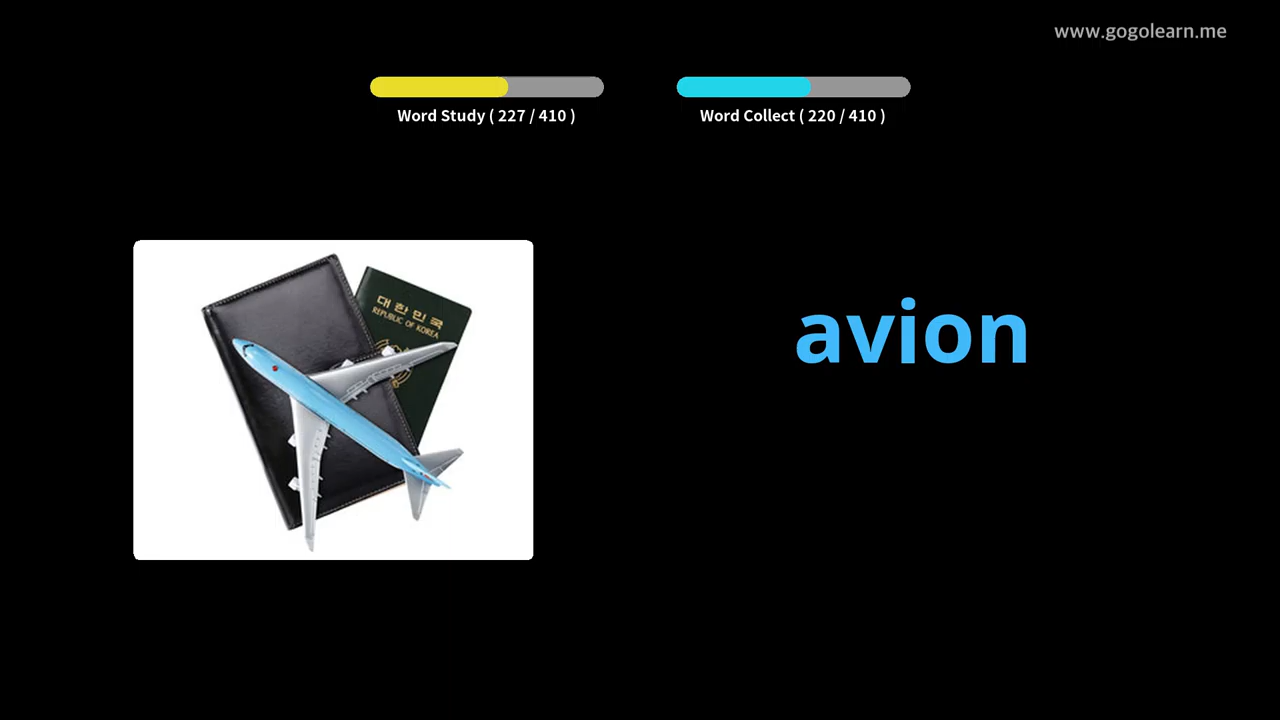 www.gogolearn.me
Word Study ( 227 / 410 )
Word Collect ( 220 / 410 )
대한민국
REPUBLIC OF KOREA
avion